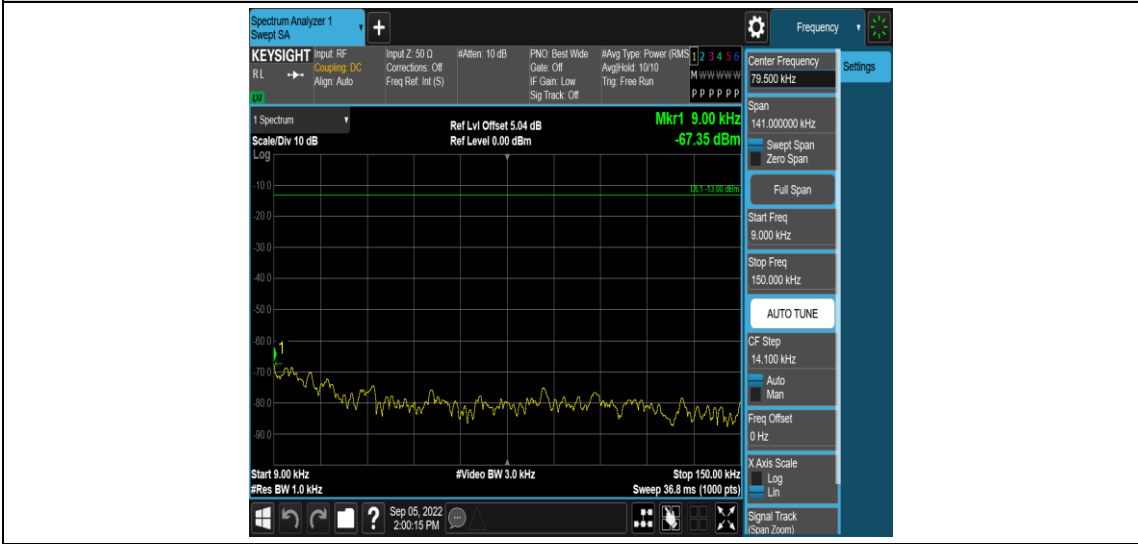 Spectrum Analyzer 1
Swept SA
+
Frequency
KEYSIGHT
RL
Input: RF
Coupling: DC
Align: Auto
Input Z: 50 Ω
Corrections: Off
Freq Ref: Int (S)
#Atten: 10 dB
PNO: Best Wide
Gate: Off
IF Gain: Low
Sig Track: Off
#Avg Type: Power (RMS
Avg|Hold: 10/10
Trig: Free Run
1 2 3 4 5 6
M W W W W W
P P P P P P
1 Spectrum
Scale/Div 10 dB
Log
Ref Lvl Offset 5.04 dB
Ref Level 0.00 dBm
Mkr1 9.00 kHz
-67.35 dBm
DL1 -13.00 dBm
-10.0
-20.0
-30.0
-40.0
-50.0
-60.0
1
-70.0
-80.0
-90.0
Start 9.00 kHz
#Res BW 1.0 kHz
#Video BW 3.0 kHz
Stop 150.00 kHz
Sweep 36.8 ms (1000 pts)
Center Frequency
79.500 kHz
Settings
Span
141.000000 kHz
Swept Span
Zero Span
Full Span
Start Freq
9.000 kHz
Stop Freq
150.000 kHz
AUTO TUNE
CF Step
14.100 kHz
Auto
Man
Freq Offset
0 Hz
X Axis Scale
Log
Lin
Signal Track
(Span Zoom)
?
Sep 05, 2022
2:00:15 PM